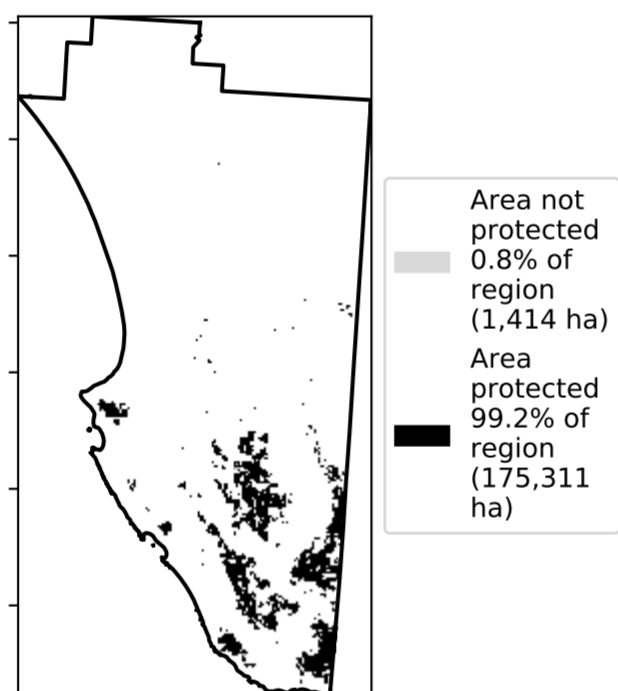 Area not
protected
0.8% of
region
(1,414 ha)
Area
protected
99.2% of
region
(175,311
ha)